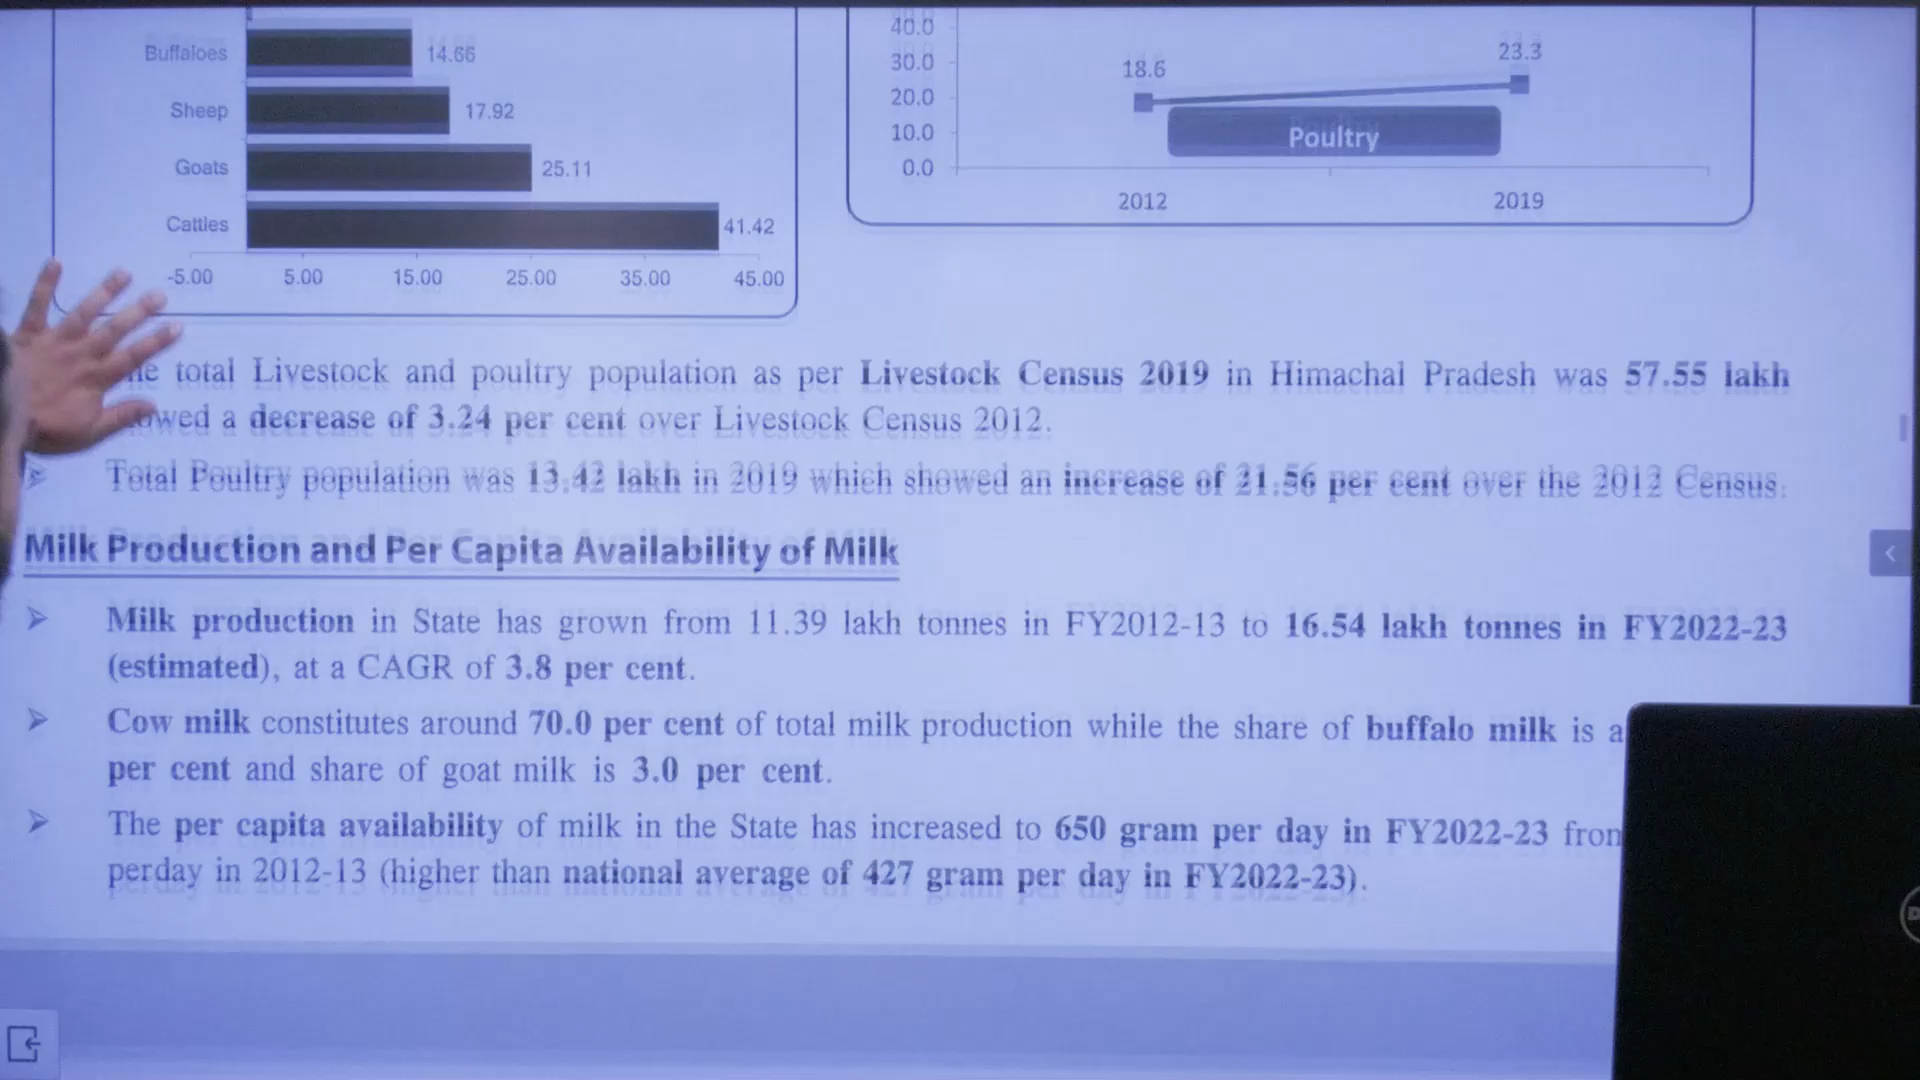 Buffaloes 14.66
Sheep 17.92
Goats 25.11
Cattles 41.42
-5.00 5.00 15.00 25.00 35.00 45.00
40.0
30.0
20.0
10.0
0.0
18.6
23.3
Poultry
2012 2019
total Livestock and poultry population as per Livestock Census 2019 in Himachal Pradesh was 57.55 lakh
a decrease of 3.24 per cent over Livestock Census 2012.
➢ Total Poultry population was 13.42 lakh in 2019 which showed an increase of 21.56 per cent over the 2012 Census.
Milk Production and Per Capita Availability of Milk
➢ Milk production in State has grown from 11.39 lakh tonnes in FY2012-13 to 16.54 lakh tonnes in FY2022-23
(estimated), at a CAGR of 3.8 per cent.
➢ Cow milk constitutes around 70.0 per cent of total milk production while the share of buffalo milk is
per cent and share of goat milk is 3.0 per cent.
➢ The per capita availability of milk in the State has increased to 650 gram per day in FY2022-23
perday in 2012-13 (higher than national average of 427 gram per day in FY2022-23).